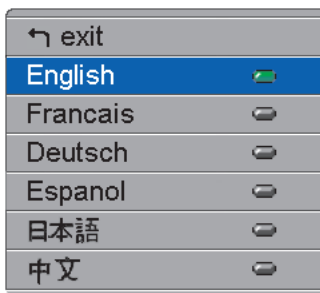 exit
English
Francais
Deutsch
Espanol
日本語
中文